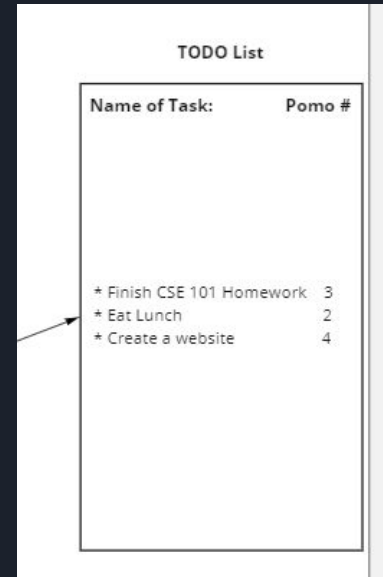 TODO List
Name of Task: Pomo #
* Finish CSE 101 Homework 3
* Eat Lunch 2
* Create a website 4